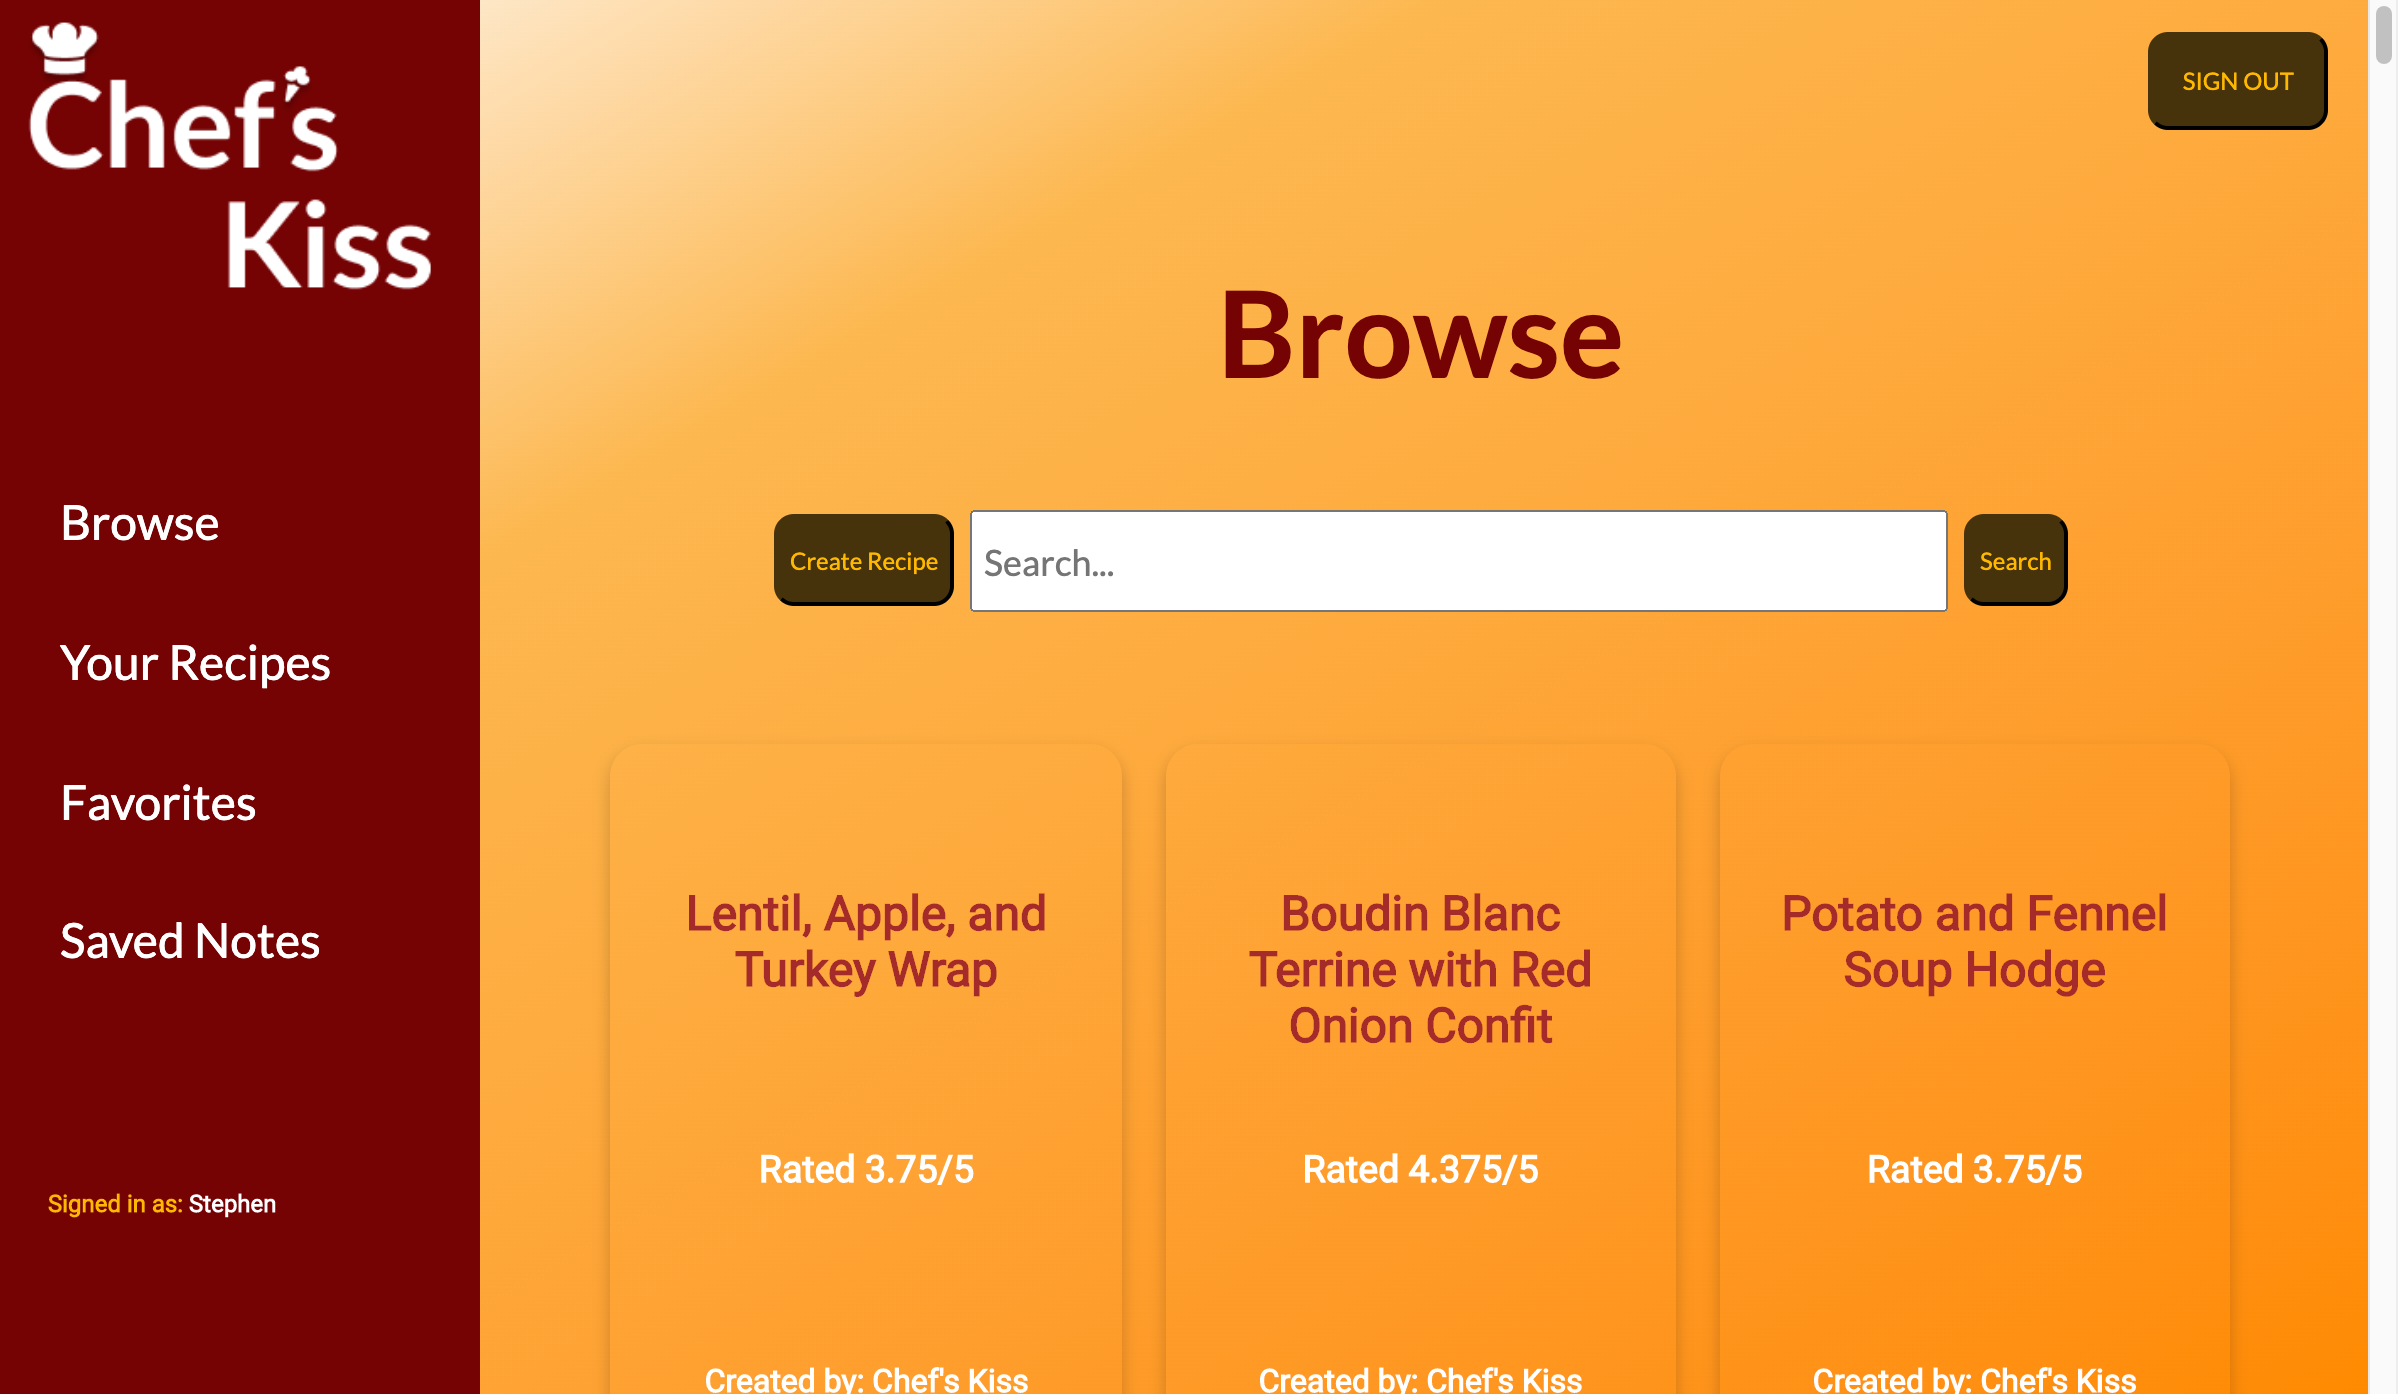 Chef's
Kiss
Browse
Your Recipes
Favorites
Saved Notes
Signed in as: Stephen
SIGN OUT
Browse
Create Recipe
Search...
Search
Lentil, Apple, and
Turkey Wrap
Rated 3.75/5
Created by: Chef's Kiss
Boudin Blanc
Terrine with Red
Onion Confit
Rated 4.375/5
Created by: Chef's Kiss
Potato and Fennel
Soup Hodge
Rated 3.75/5
Created by: Chef's Kiss